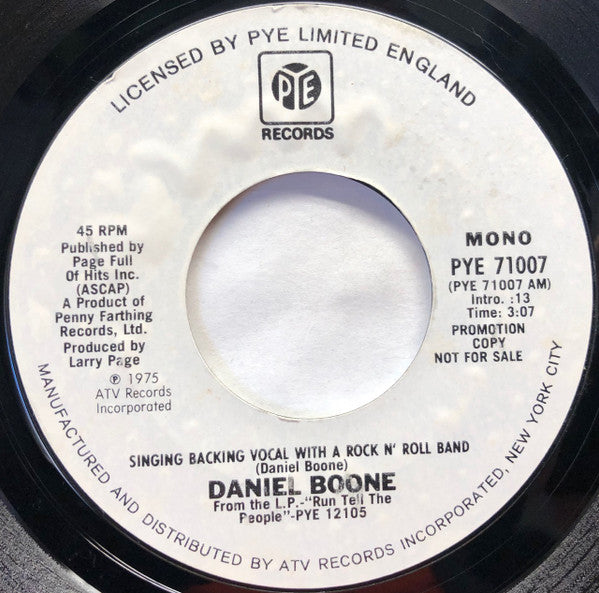 LICENSED BY PYE LIMITED ENGLAND
PYE
RECORDS
45 RPM
Published by
Page Full
Of Hits Inc.
(ASCAP)
A Product of
Penny Farthing
Records, Ltd.
Produced by
Larry Page
℗ 1975
ATV Records
Incorporated
MONO
PYE 71007
(PYE 71007 AM)
Intro. :13
Time: 3:07
PROMOTION
COPY
NOT FOR SALE
SINGING BACKING VOCAL WITH A ROCK N' ROLL BAND
(Daniel Boone)
DANIEL BOONE
From the L.P.-"Run Tell The
People"-PYE 12105
MANUFACTURED AND DISTRIBUTED BY ATV RECORDS INCORPORATED, NEW YORK CITY